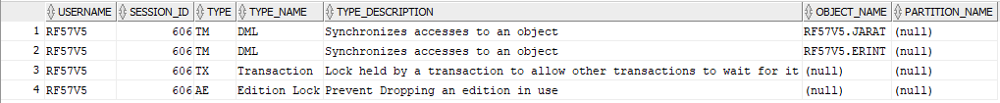 USERNAME SESSION_ID TYPE TYPE_NAME TYPE_DESCRIPTION OBJECT_NAME PARTITION_NAME
1 RF57V5 606 TM DML Synchronizes accesses to an object RF57V5.JARAT (null)
2 RF57V5 606 TM DML Synchronizes accesses to an object RF57V5.ERINT (null)
3 RF57V5 606 TX Transaction Lock held by a transaction to allow other transactions to wait for it (null) (null)
4 RF57V5 606 AE Edition Lock Prevent Dropping an edition in use (null) (null)